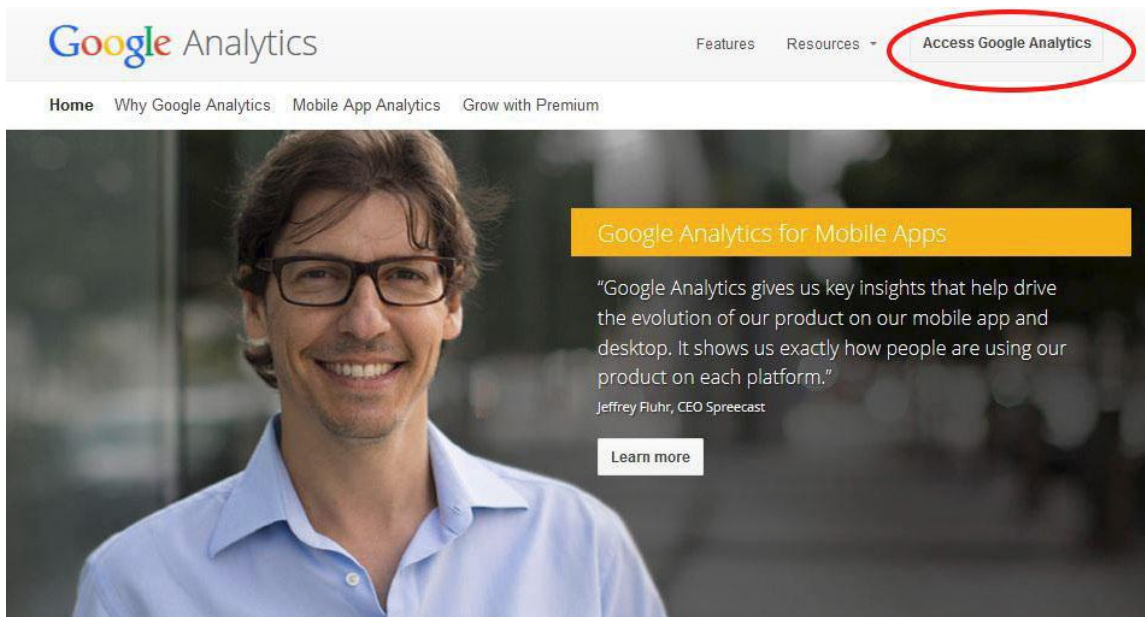 Google Analytics
Features Resources Access Google Analytics
Home Why Google Analytics Mobile App Analytics Grow with Premium
Google Analytics for Mobile Apps
“Google Analytics gives us key insights that help drive
the evolution of our product on our mobile app and
desktop. It shows us exactly how people are using our
product on each platform.”
Jeffrey Fluhr, CEO Spreecast
Learn more